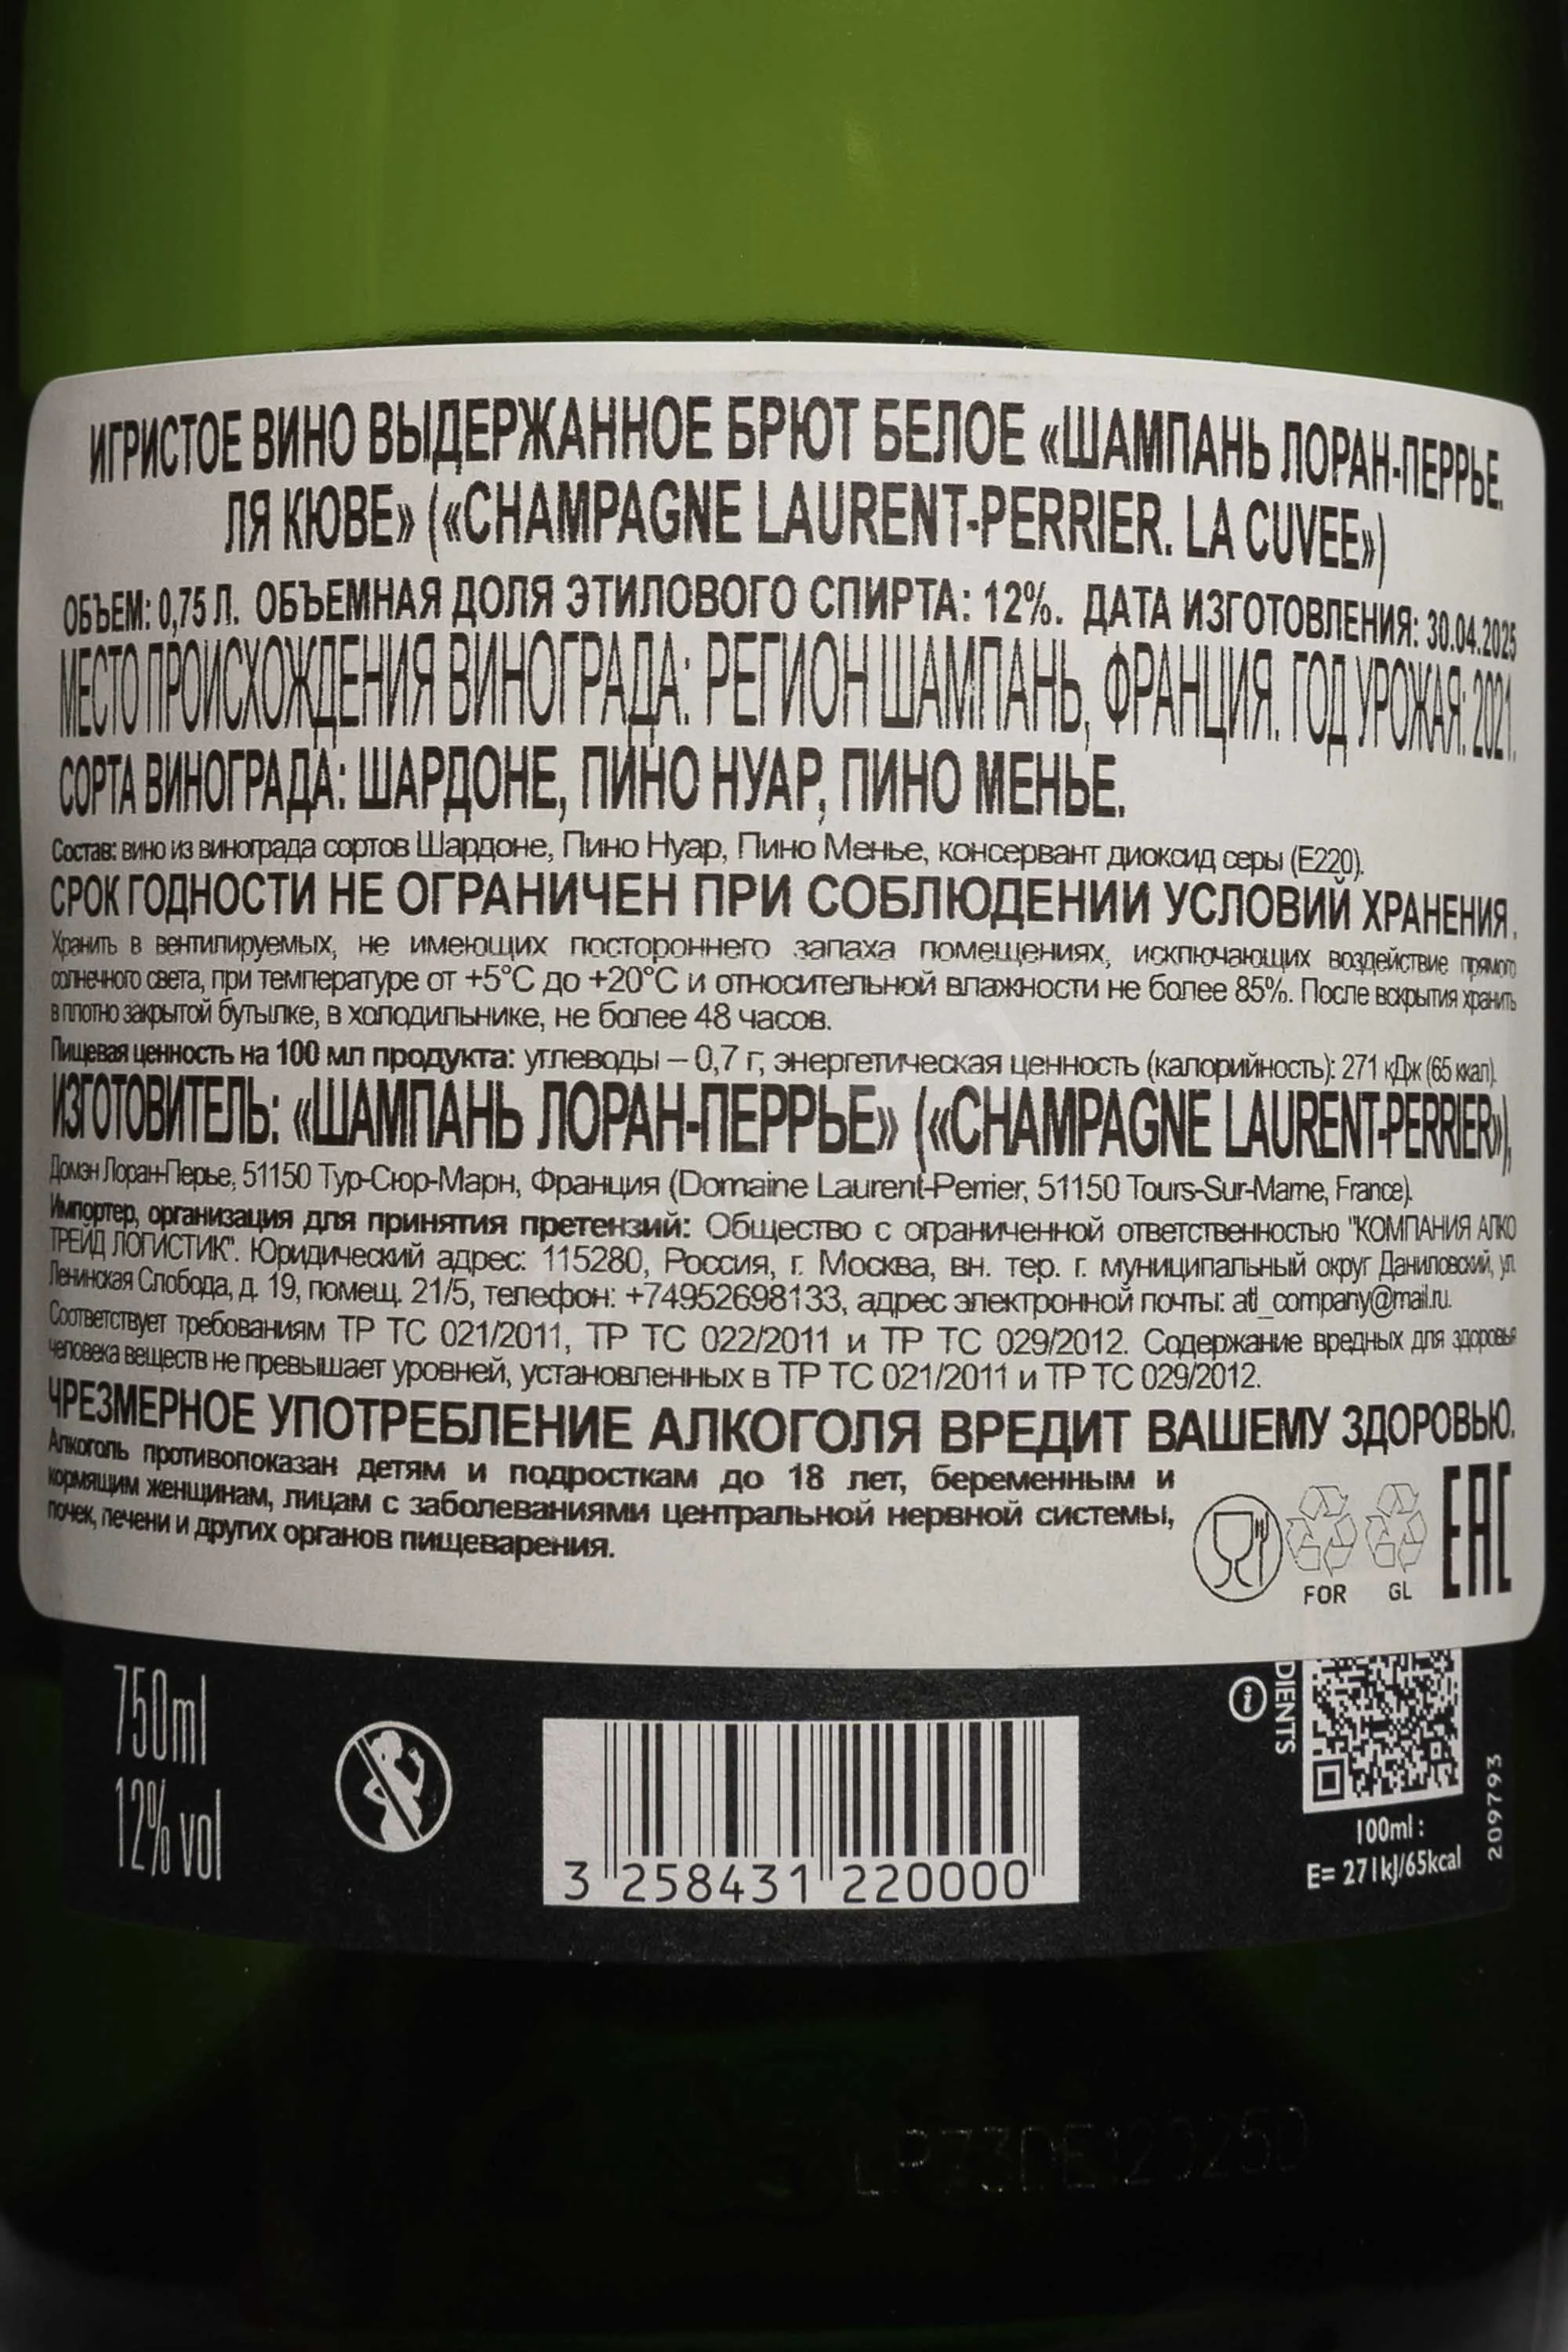 ИГРИСТОЕ ВИНО ВЫДЕРЖАННОЕ БРЮТ БЕЛОЕ «ШАМПАНЬ ЛОРАН-ПЕРРЬЕ.
ЛЯ КЮВЕ» («CHAMPAGNE LAURENT-PERRIER. LA CUVEE»)
ОБЪЕМ: 0,75 Л. ОБЪЕМНАЯ ДОЛЯ ЭТИЛОВОГО СПИРТА: 12%. ДАТА ИЗГОТОВЛЕНИЯ: 30.04.2025
МЕСТО ПРОИСХОЖДЕНИЯ ВИНОГРАДА: РЕГИОН ШАМПАНЬ, ФРАНЦИЯ. ГОД УРОЖАЯ: 2021.
СОРТА ВИНОГРАДА: ШАРДОНЕ, ПИНО НУАР, ПИНО МЕНЬЕ.
Состав: вино из винограда сортов Шардоне, Пино Нуар, Пино Менье, консервант диоксид серы (Е220).
СРОК ГОДНОСТИ НЕ ОГРАНИЧЕН ПРИ СОБЛЮДЕНИИ УСЛОВИЙ ХРАНЕНИЯ.
Хранить в вентилируемых, не имеющих постороннего запаха помещениях, исключающих воздействие прямого
солнечного света, при температуре от +5°С до +20°С и относительной влажности не более 85%. После вскрытия хранить
в плотно закрытой бутылке, в холодильнике, не более 48 часов.
Пищевая ценность на 100 мл продукта: углеводы – 0,7 г, энергетическая ценность (калорийность): 271 кДж (65 ккал).
ИЗГОТОВИТЕЛЬ: «ШАМПАНЬ ЛОРАН-ПЕРРЬЕ» («CHAMPAGNE LAURENT-PERRIER»),
Домэн Лоран-Перье, 51150 Тур-Сюр-Марн, Франция (Domaine Laurent-Perrier, 51150 Tours-Sur-Marne, France).
Импортер, организация для принятия претензий: Общество с ограниченной ответственностью "КОМПАНИЯ АЛКО
ТРЕЙД ЛОГИСТИК". Юридический адрес: 115280, Россия, г. Москва, вн. тер. г. муниципальный округ Даниловский, ул.
Ленинская Слобода, д. 19, помещ. 21/5, телефон: +74952698133, адрес электронной почты: atl_company@mail.ru.
Соответствует требованиям ТР ТС 021/2011, ТР ТС 022/2011 и ТР ТС 029/2012. Содержание вредных для здоровья
человека веществ не превышает уровней, установленных в ТР ТС 021/2011 и ТР ТС 029/2012.
ЧРЕЗМЕРНОЕ УПОТРЕБЛЕНИЕ АЛКОГОЛЯ ВРЕДИТ ВАШЕМУ ЗДОРОВЬЮ.
Алкоголь противопоказан детям и подросткам до 18 лет, беременным и
кормящим женщинам, лицам с заболеваниями центральной нервной системы,
почек, печени и других органов пищеварения.
FOR GL EAC
750ml
12% vol
3 258431 220000
DIENTS
100ml :
E= 271kJ/65kcal
209793